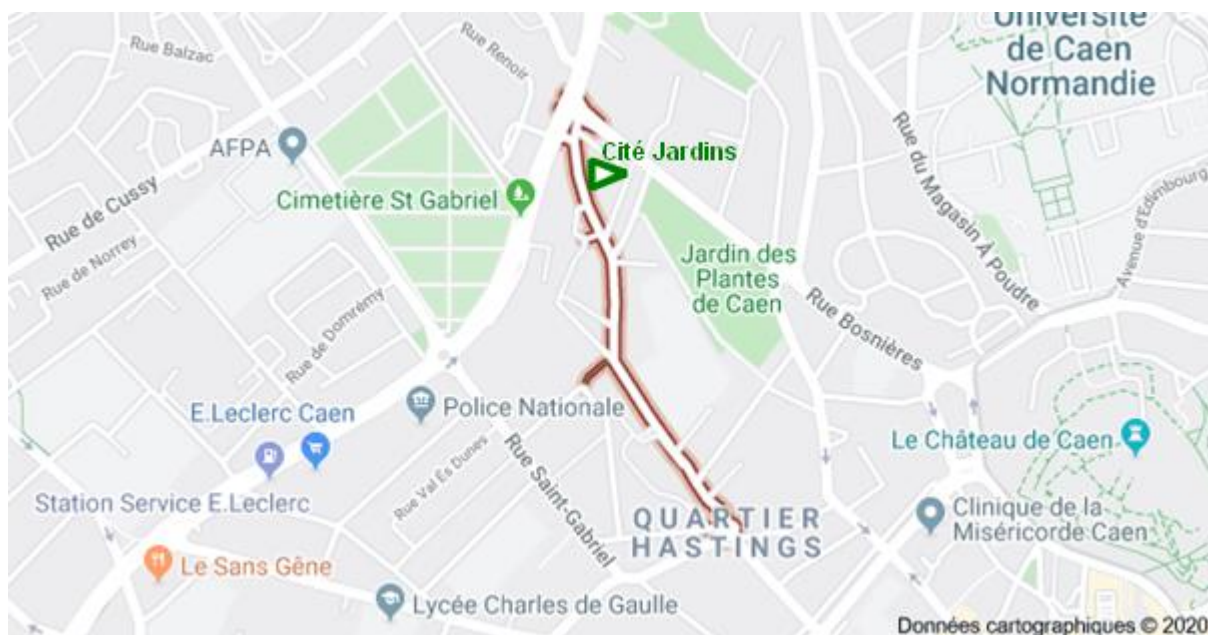 Université
de Caen
Normandie
Rue Balzac
Rue Renoir
AFPA
Cité Jardins
Cimetière St Gabriel
Rue de Cussy
Rue de Norrey
Rue du Magasin À Poudre
Avenue d'Édimbourg
Jardin des
Plantes
de Caen
Rue de Domrémy
Rue Bosnières
Police Nationale
E.Leclerc Caen
Le Château de Caen
Rue Val Ès Dunes
Rue Saint-Gabriel
Station Service E.Leclerc
QUARTIER
HASTINGS
Clinique de la
Miséricorde Caen
Le Sans Gêne
Lycée Charles de Gaulle
Données cartographiques © 2020